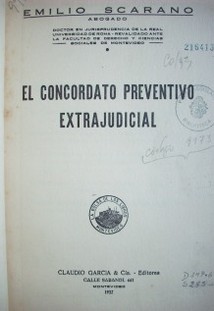 EMILIO SCARANO
ABOGADO
DOCTOR EN JURISPRUDENCIA DE LA REAL
UNIVERSIDAD DE ROMA - REVALIDADO ANTE
LA FACULTAD DE DERECHO Y CIENCIAS
SOCIALES DE MONTEVIDEO
EL CONCORDATO PREVENTIVO
EXTRAJUDICIAL
CLAUDIO GARCIA & Cía. - Editores
CALLE SARANDI, 441
MONTEVIDEO
1937